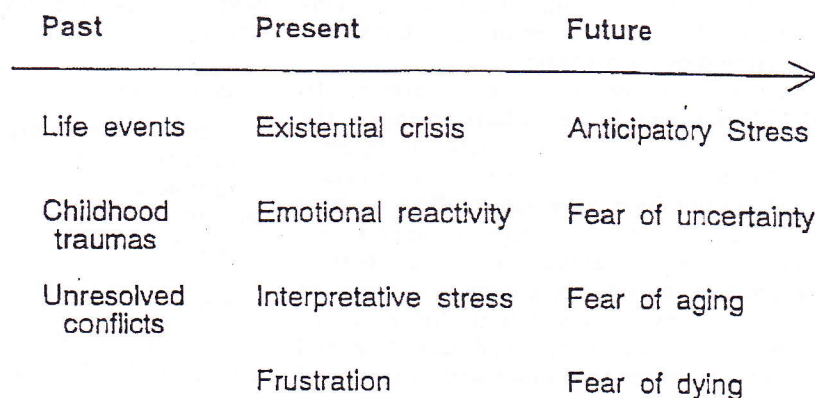 Past Present Future
Life events Existential crisis Anticipatory Stress
Childhood Emotional reactivity Fear of uncertainty
traumas
Unresolved Interpretative stress Fear of aging
conflicts
Frustration Fear of dying